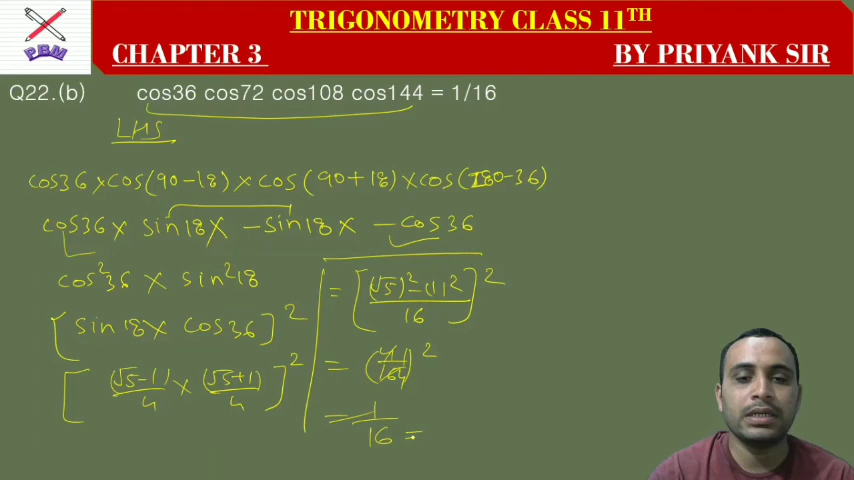 TRIGONOMETRY CLASS 11TH
PBM
CHAPTER 3
BY PRIYANK SIR
Q22.(b) cos36 cos72 cos108 cos144 = 1/16
LHS
cos36 x cos(90-18) x cos(90+18) x cos(180-36)
cos36 x sin18 x -sin18 x -cos36
cos²36 x sin²18
[sin18 x cos36]²
[(√5-1)/4 x (√5+1)/4]²
= [((√5)²-(1)²)/16]²
= (4/16)²
= 1/16 =